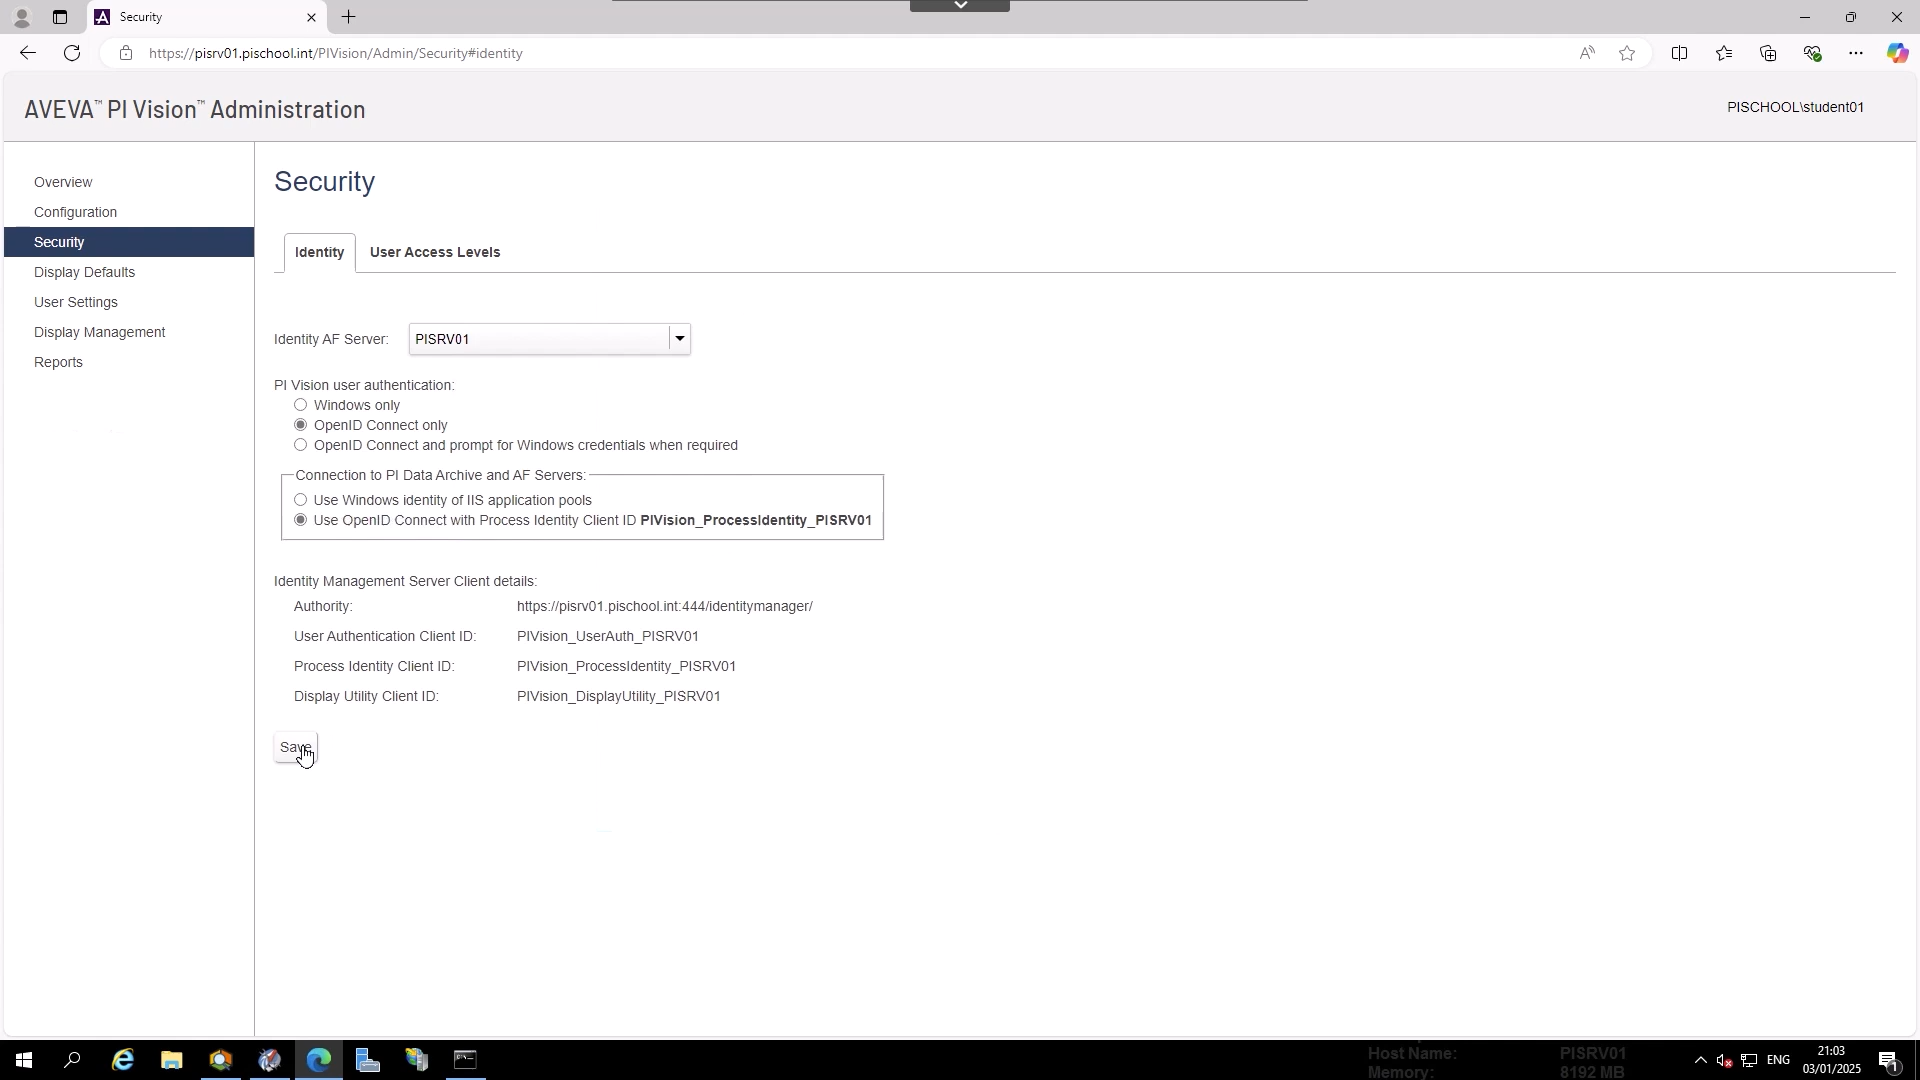 Security
https://pisrv01.pischool.int/PIVision/Admin/Security#identity
AVEVA™ PI Vision™ Administration
PISCHOOL\student01
Overview
Configuration
Security
Display Defaults
User Settings
Display Management
Reports
Security
Identity
User Access Levels
Identity AF Server:
PISRV01
PI Vision user authentication:
Windows only
OpenID Connect only
OpenID Connect and prompt for Windows credentials when required
Connection to PI Data Archive and AF Servers:
Use Windows identity of IIS application pools
Use OpenID Connect with Process Identity Client ID PIVision_ProcessIdentity_PISRV01
Identity Management Server Client details:
Authority: https://pisrv01.pischool.int:444/identitymanager/
User Authentication Client ID: PIVision_UserAuth_PISRV01
Process Identity Client ID: PIVision_ProcessIdentity_PISRV01
Display Utility Client ID: PIVision_DisplayUtility_PISRV01
Save
Host Name: PISRV01
Memory: 8192 MB
ENG
21:03
03/01/2025
1